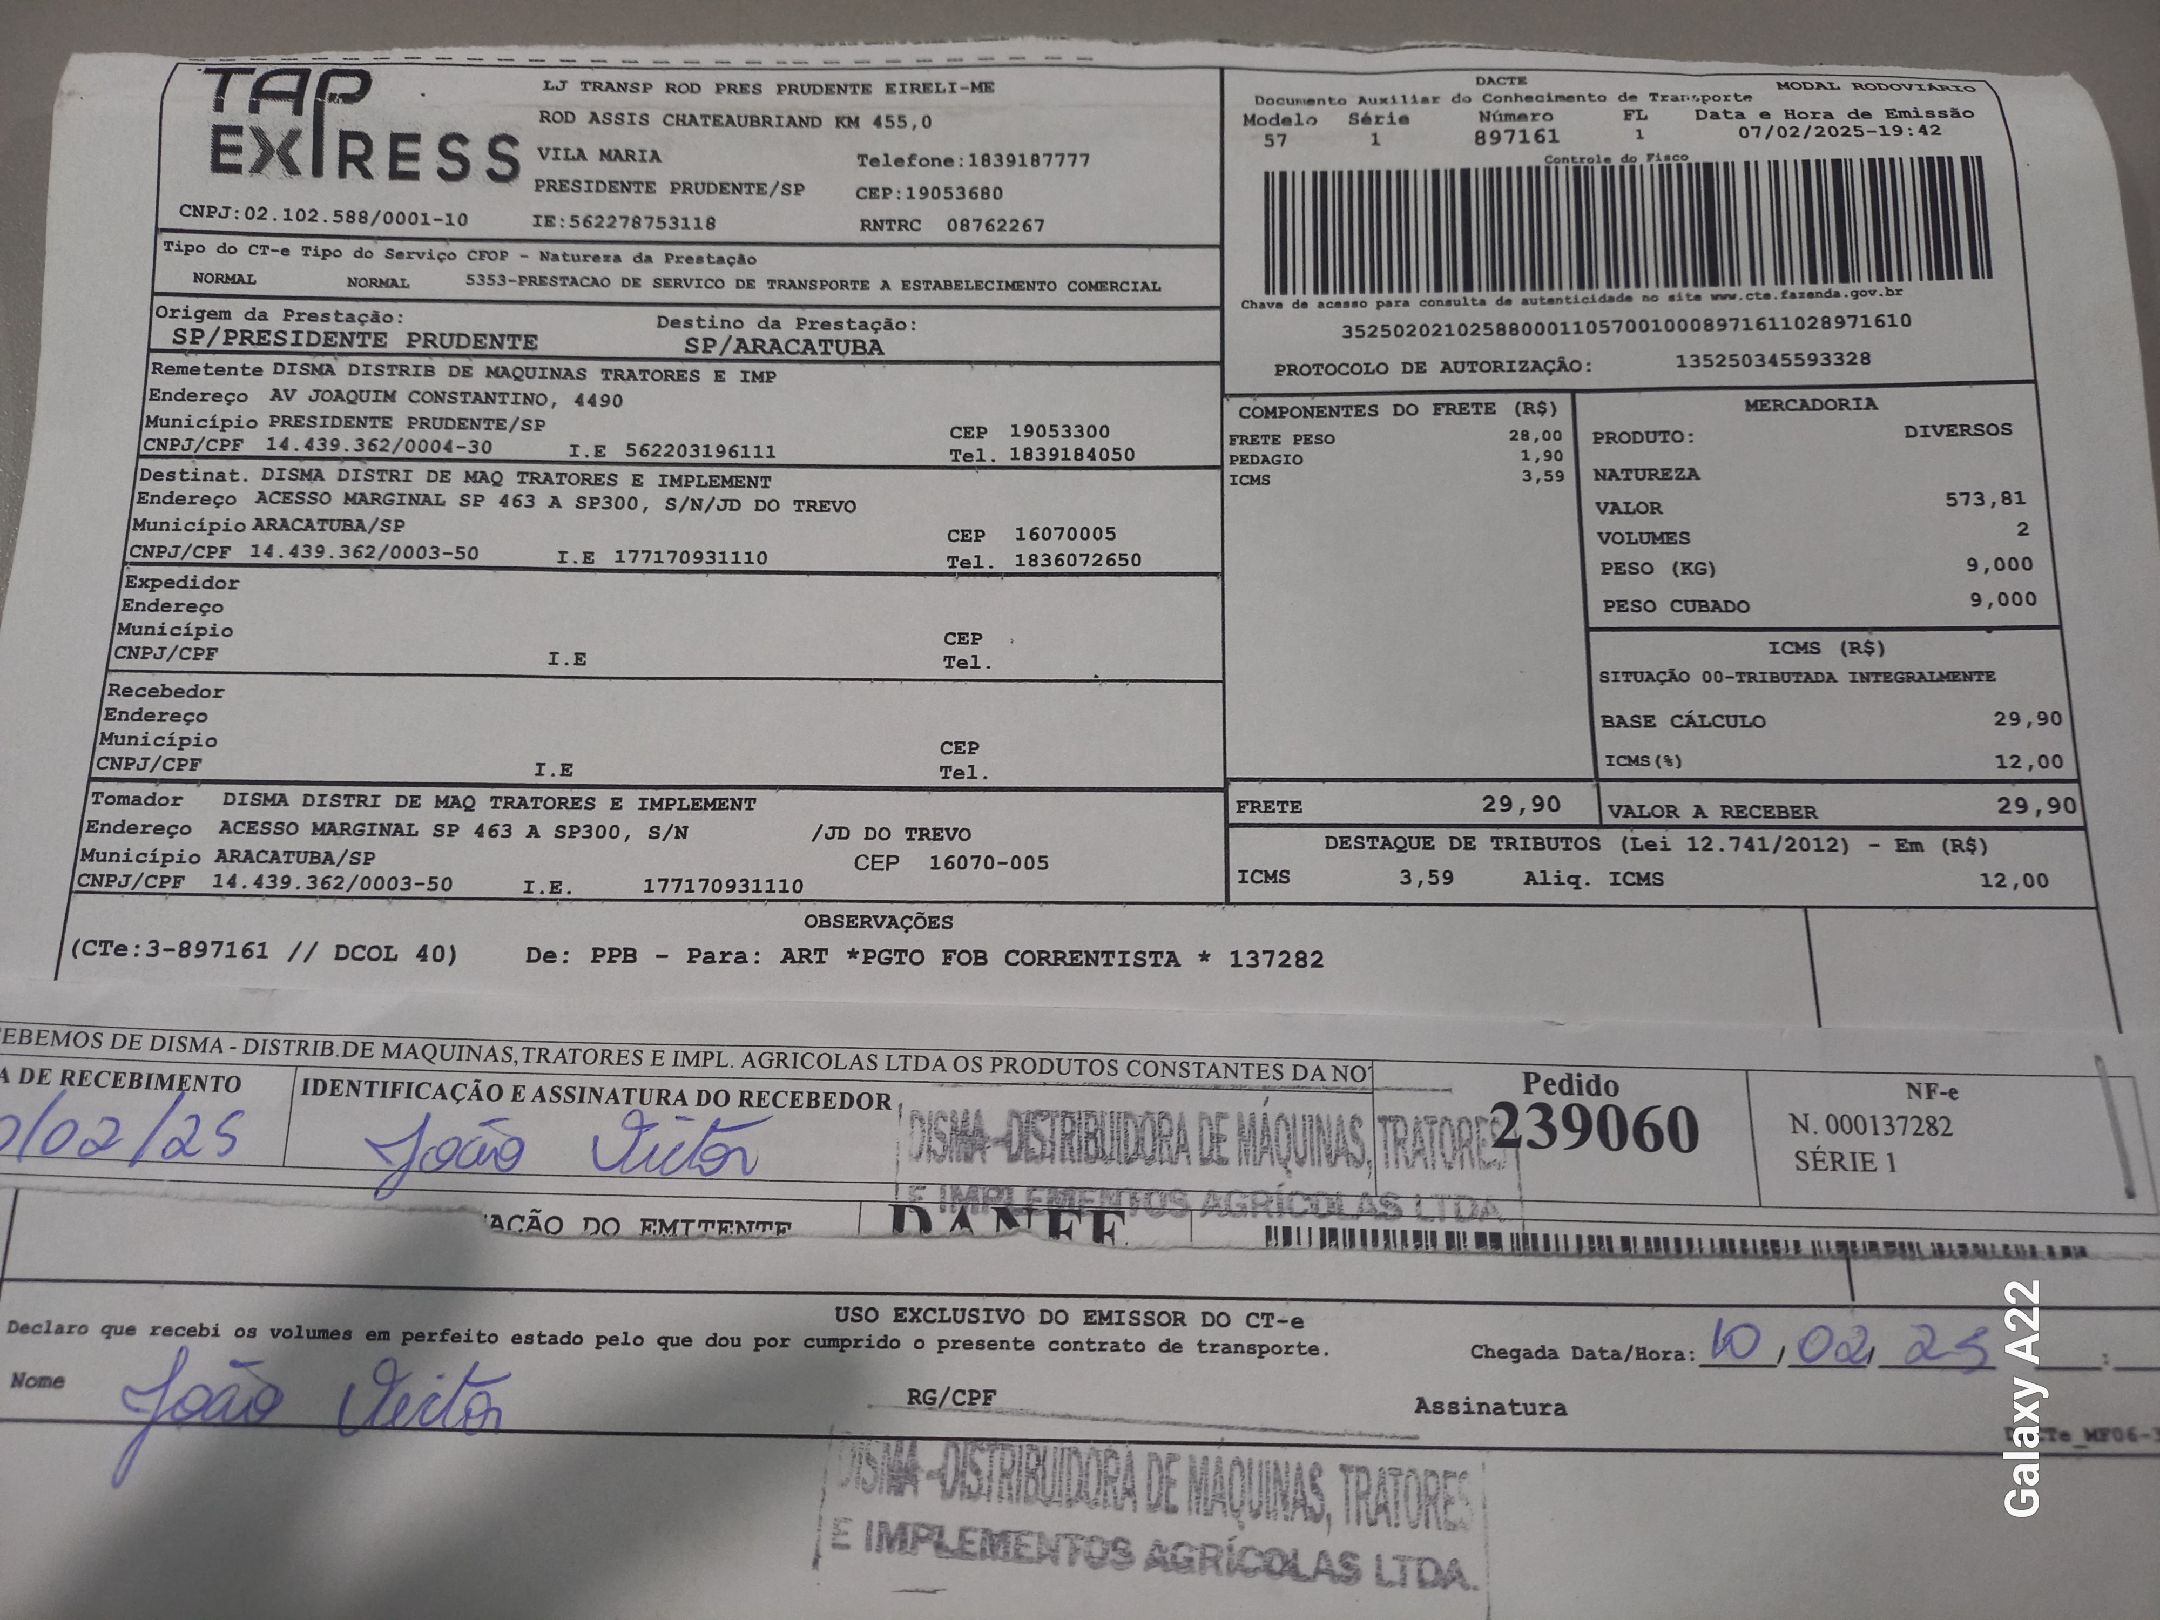 TAP EXPRESS
LJ TRANSP ROD PRES PRUDENTE EIRELI-ME
ROD ASSIS CHATEAUBRIAND KM 455,0
VILA MARIA Telefone:1839187777
PRESIDENTE PRUDENTE/SP CEP:19053680
CNPJ:02.102.588/0001-10 IE:562278753118 RNTRC 08762267
DACTE MODAL RODOVIÁRIO
Documento Auxiliar do Conhecimento de Transporte
Modelo Série Número FL Data e Hora de Emissão
57 1 897161 1 07/02/2025-19:42
Controle do Fisco
Chave de acesso para consulta de autenticidade no site www.cte.fazenda.gov.br
35250202102588000110570010008971611028971610
PROTOCOLO DE AUTORIZAÇÃO: 135250345593328
Tipo do CT-e Tipo do Serviço CFOP - Natureza da Prestação
NORMAL NORMAL 5353-PRESTACAO DE SERVICO DE TRANSPORTE A ESTABELECIMENTO COMERCIAL
Origem da Prestação: Destino da Prestação:
SP/PRESIDENTE PRUDENTE SP/ARACATUBA
Remetente DISMA DISTRIB DE MAQUINAS TRATORES E IMP
Endereço AV JOAQUIM CONSTANTINO, 4490
Município PRESIDENTE PRUDENTE/SP CEP 19053300
CNPJ/CPF 14.439.362/0004-30 I.E 562203196111 Tel. 1839184050
Destinat. DISMA DISTRI DE MAQ TRATORES E IMPLEMENT
Endereço ACESSO MARGINAL SP 463 A SP300, S/N/JD DO TREVO
Município ARACATUBA/SP CEP 16070005
CNPJ/CPF 14.439.362/0003-50 I.E 177170931110 Tel. 1836072650
Expedidor
Endereço
Município CEP
CNPJ/CPF I.E Tel.
Recebedor
Endereço
Município CEP
CNPJ/CPF I.E Tel.
Tomador DISMA DISTRI DE MAQ TRATORES E IMPLEMENT
Endereço ACESSO MARGINAL SP 463 A SP300, S/N /JD DO TREVO
Município ARACATUBA/SP CEP 16070-005
CNPJ/CPF 14.439.362/0003-50 I.E. 177170931110
COMPONENTES DO FRETE (R$)
FRETE PESO 28,00
PEDAGIO 1,90
ICMS 3,59
MERCADORIA
PRODUTO: DIVERSOS
NATUREZA
VALOR 573,81
VOLUMES 2
PESO (KG) 9,000
PESO CUBADO 9,000
ICMS (R$)
SITUAÇÃO 00-TRIBUTADA INTEGRALMENTE
BASE CÁLCULO 29,90
ICMS(%) 12,00
FRETE 29,90 VALOR A RECEBER 29,90
DESTAQUE DE TRIBUTOS (Lei 12.741/2012) - Em (R$)
ICMS 3,59 Aliq. ICMS 12,00
OBSERVAÇÕES
(CTe:3-897161 // DCOL 40) De: PPB - Para: ART *PGTO FOB CORRENTISTA * 137282
EBEMOS DE DISMA - DISTRIB.DE MAQUINAS,TRATORES E IMPL. AGRICOLAS LTDA OS PRODUTOS CONSTANTES DA NO
A DE RECEBIMENTO IDENTIFICAÇÃO E ASSINATURA DO RECEBEDOR
0/02/25 João Victor
DISMA - DISTRIBUIDORA DE MÁQUINAS, TRATORES
E IMPLEMENTOS AGRÍCOLAS LTDA
Pedido
239060
NF-e
N. 000137282
SÉRIE 1
AÇÃO DO EMITENTE DANFE
USO EXCLUSIVO DO EMISSOR DO CT-e
Declaro que recebi os volumes em perfeito estado pelo que dou por cumprido o presente contrato de transporte.
Chegada Data/Hora: 10/02/25 :
Nome João Victor RG/CPF Assinatura
DISMA - DISTRIBUIDORA DE MÁQUINAS, TRATORES
E IMPLEMENTOS AGRÍCOLAS LTDA.
Galaxy A22